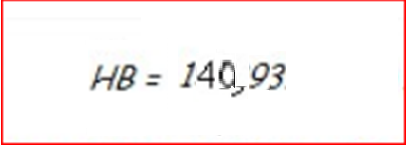 HB = 140,93